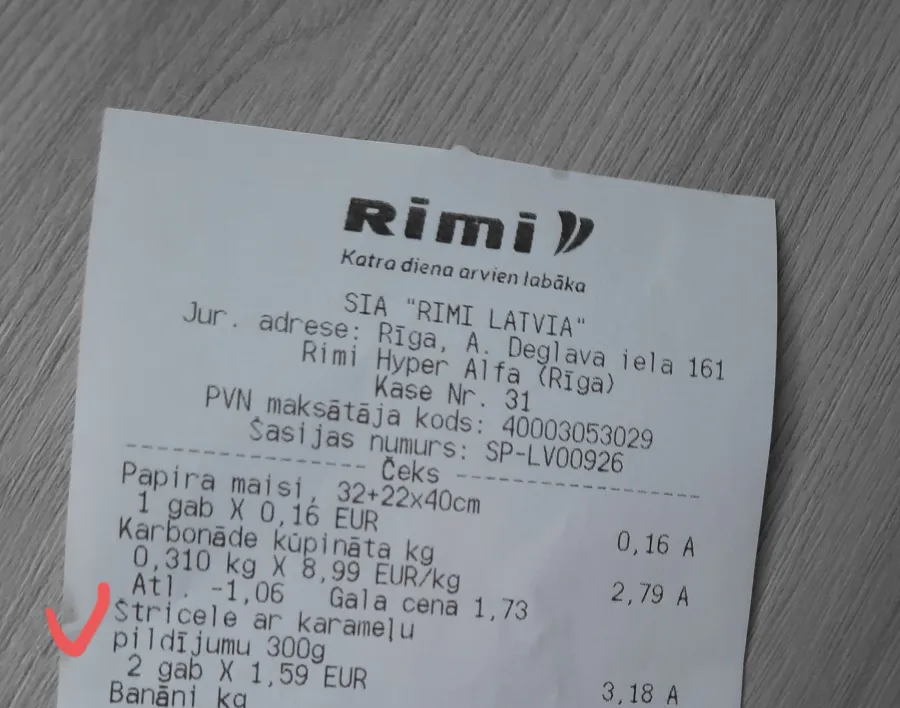 Rimi
Katra diena arvien labāka
SIA "RIMI LATVIA"
Jur. adrese: Rīga, A. Deglava iela 161
Rimi Hyper Alfa (Rīga)
Kase Nr. 31
PVN maksātāja kods: 40003053029
Šasijas numurs: SP-LV00926
---------------- Čeks ----------------
Papīra maisi, 32+22x40cm
1 gab X 0,16 EUR 0,16 A
Karbonāde kūpināta kg
0,310 kg X 8,99 EUR/kg 2,79 A
Atl. -1,06 Gala cena 1,73
Štricele ar karameļu
pildījumu 300g
2 gab X 1,59 EUR 3,18 A
Banāni kg